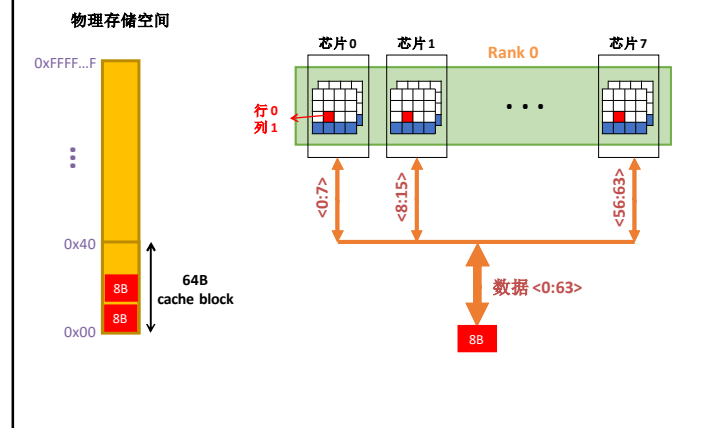 物理存储空间
0xFFFF...F
...
0x40
0x00
8B
8B
64B
cache block
芯片 0
芯片 1
Rank 0
芯片 7
行 0
列 1
...
<0:7>
<8:15>
<56:63>
数据 <0:63>
8B